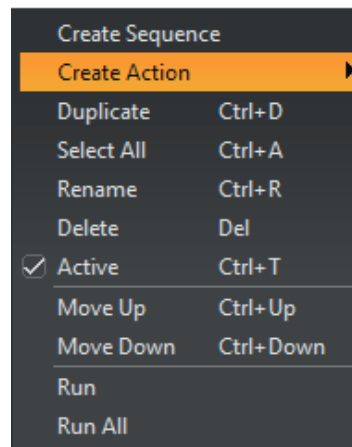 Create Sequence
Create Action
Duplicate Ctrl+D
Select All Ctrl+A
Rename Ctrl+R
Delete Del
Active Ctrl+T
Move Up Ctrl+Up
Move Down Ctrl+Down
Run
Run All